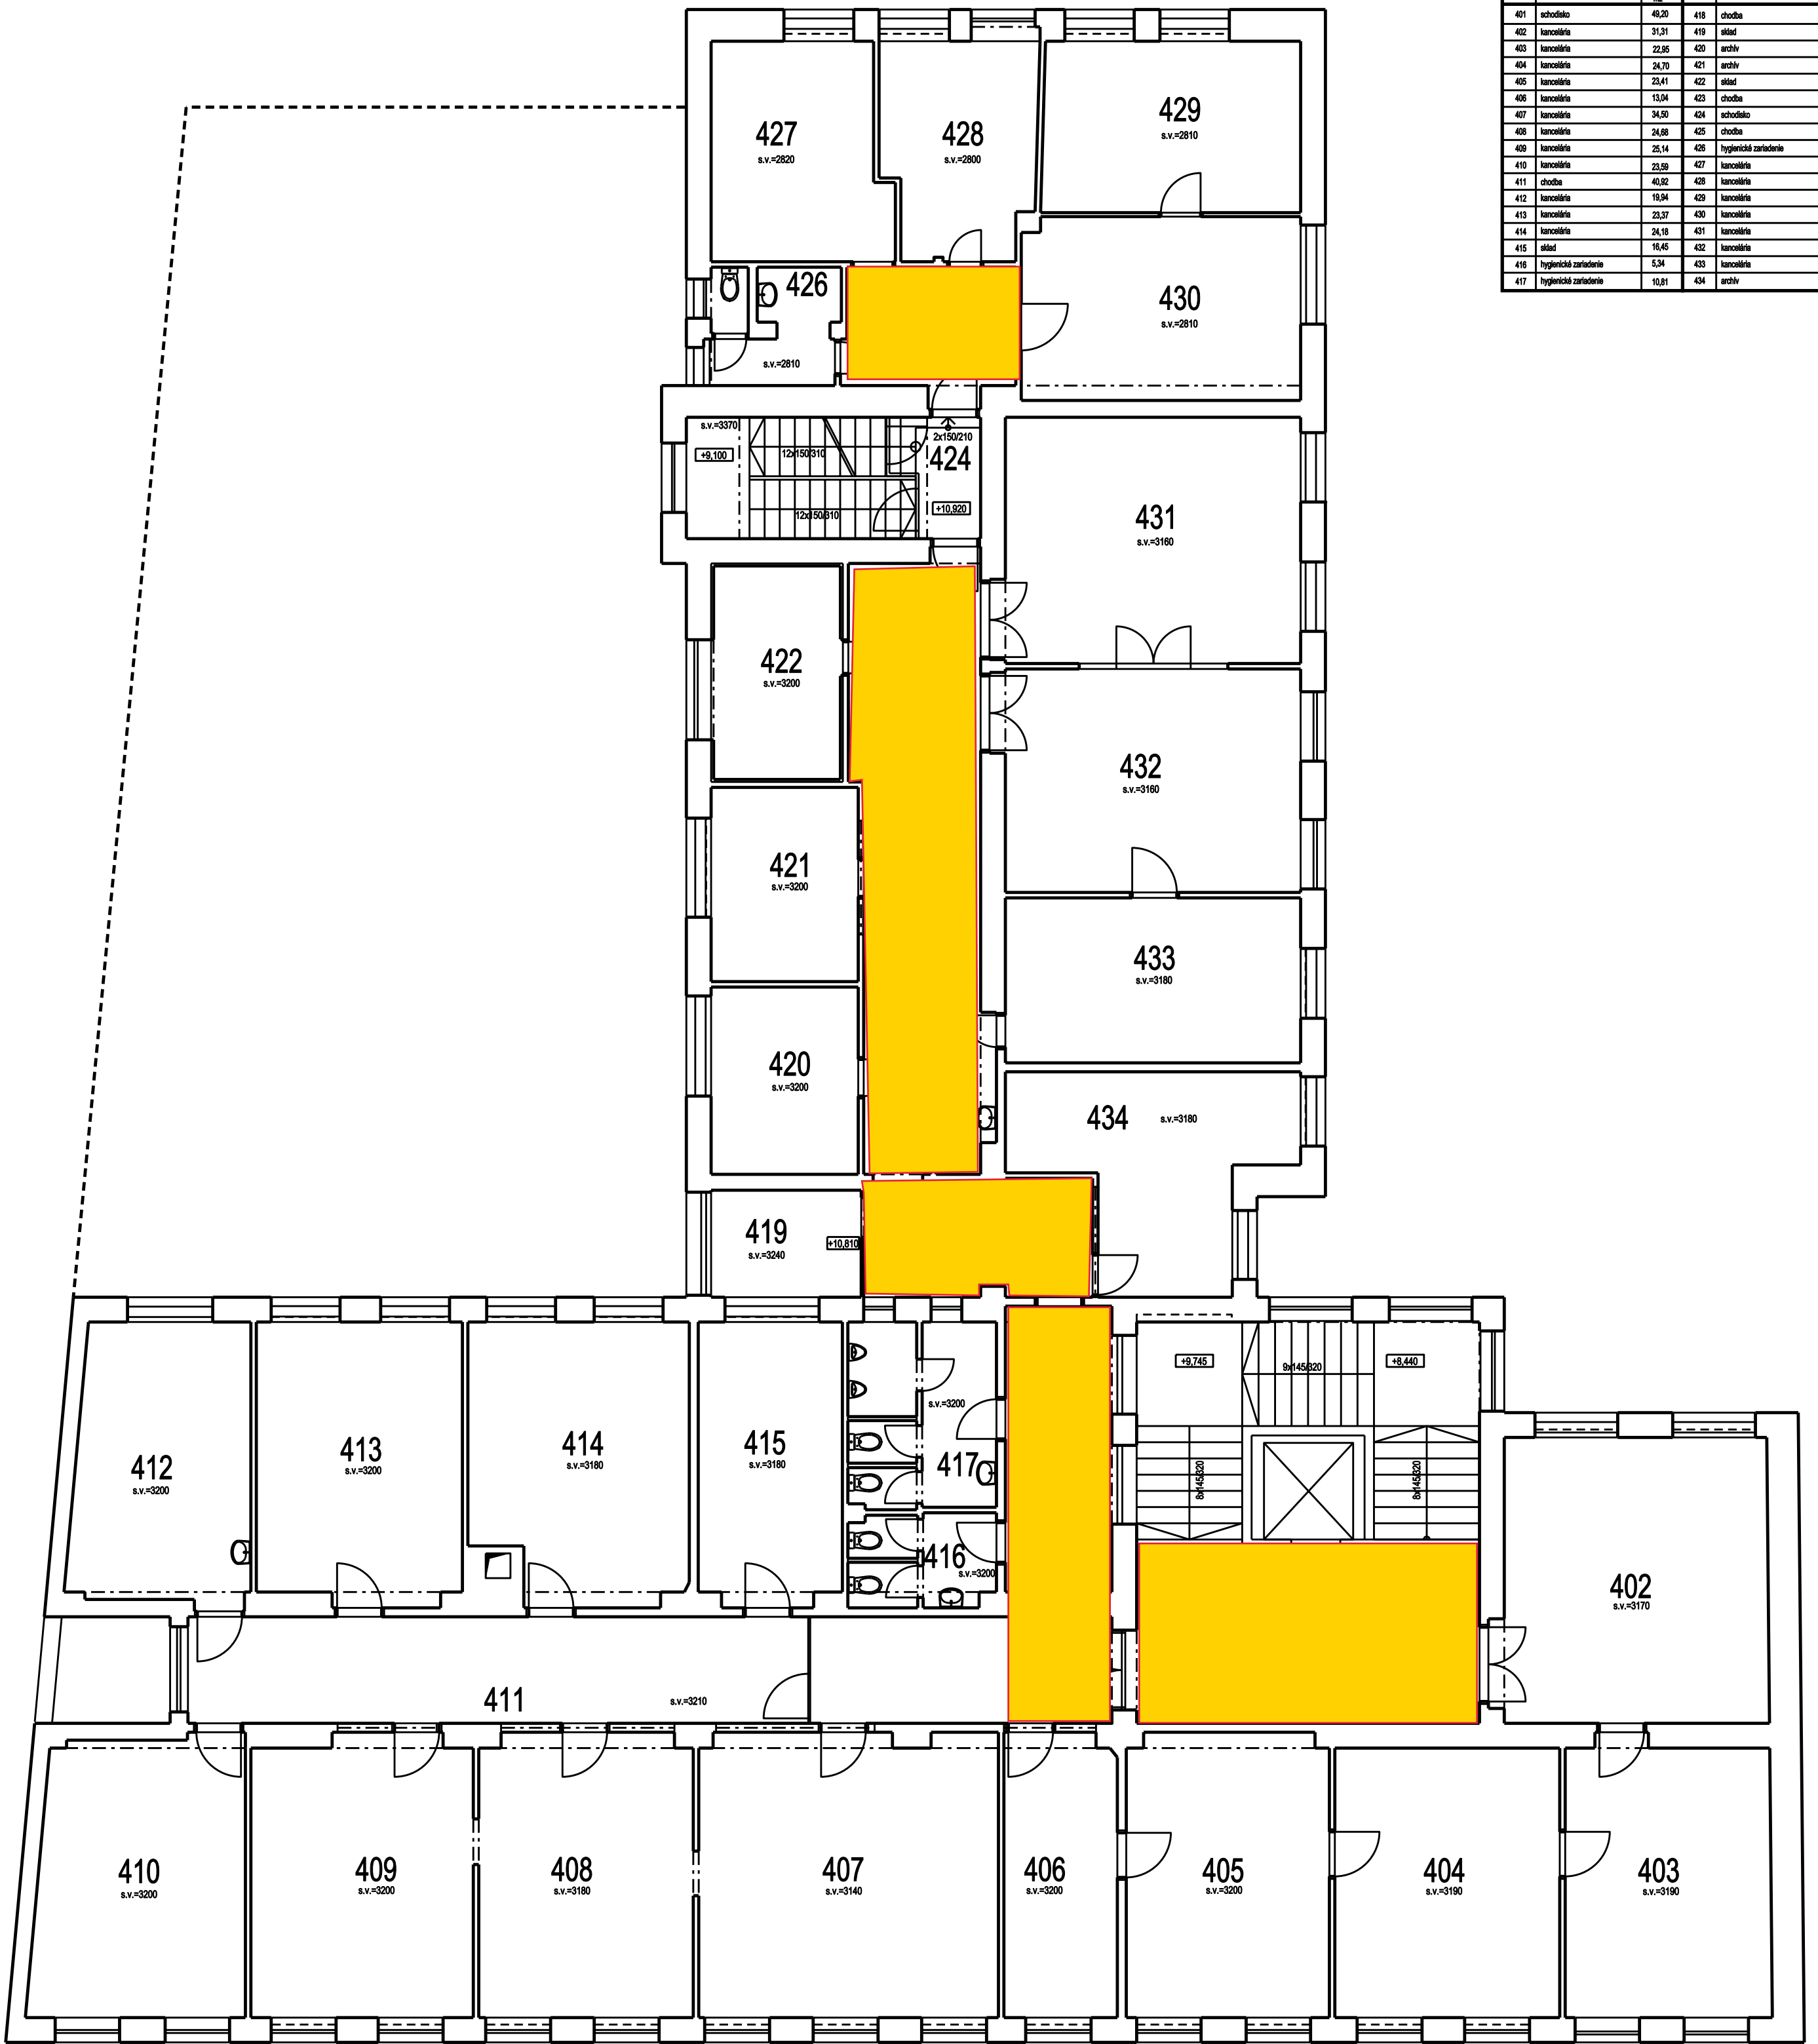 401 schodisko 49,20 418 chodba
402 kancelária 31,31 419 sklad
403 kancelária 22,95 420 archív
404 kancelária 24,70 421 archív
405 kancelária 23,41 422 sklad
406 kancelária 13,04 423 chodba
407 kancelária 34,50 424 schodisko
408 kancelária 24,68 425 chodba
409 kancelária 25,14 426 hygienické zariadenie
410 kancelária 23,59 427 kancelária
411 chodba 40,92 428 kancelária
412 kancelária 19,94 429 kancelária
413 kancelária 23,37 430 kancelária
414 kancelária 24,18 431 kancelária
415 sklad 16,45 432 kancelária
416 hygienické zariadenie 5,34 433 kancelária
417 hygienické zariadenie 10,81 434 archív
427
s.v.=2820
428
s.v.=2800
429
s.v.=2810
426
s.v.=2810
430
s.v.=2810
s.v.=3370
+9,100
12x150/310
12x150/310
2x150/210
424
+10,920
431
s.v.=3160
422
s.v.=3200
432
s.v.=3160
421
s.v.=3200
433
s.v.=3180
420
s.v.=3200
434
s.v.=3180
419
s.v.=3240
+10,810
+9,745
9x145/320
+8,440
8x145/320
8x145/320
412
s.v.=3200
413
s.v.=3200
414
s.v.=3180
415
s.v.=3180
s.v.=3200
417
416
s.v.=3200
402
s.v.=3170
411
s.v.=3210
410
s.v.=3200
409
s.v.=3200
408
s.v.=3180
407
s.v.=3140
406
s.v.=3200
405
s.v.=3200
404
s.v.=3190
403
s.v.=3190